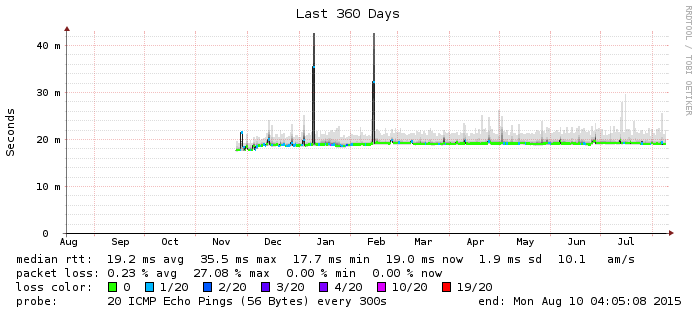 Last 360 Days
RRDTOOL / TOBI OETIKER
Seconds
40 m
30 m
20 m
10 m
0
Aug Sep Oct Nov Dec Jan Feb Mar Apr May Jun Jul
median rtt: 19.2 ms avg 35.5 ms max 17.7 ms min 19.0 ms now 1.9 ms sd 10.1 am/s
packet loss: 0.23 % avg 27.08 % max 0.00 % min 0.00 % now
loss color: 0 1/20 2/20 3/20 4/20 10/20 19/20
probe: 20 ICMP Echo Pings (56 Bytes) every 300s end: Mon Aug 10 04:05:08 2015